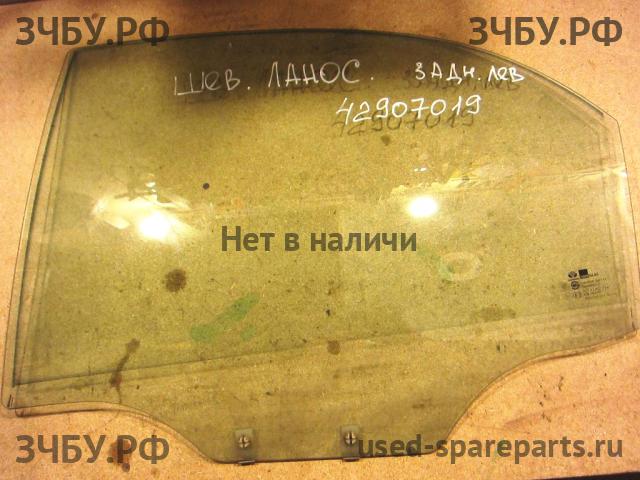 ЗЧБУ.РФ
ЗЧБУ.РФ
Шев. ЛАНОС. ЗАДН. ЛЕВ
42907019
Нет в наличи
ЗЧБУ.РФ
used-spareparts.ru